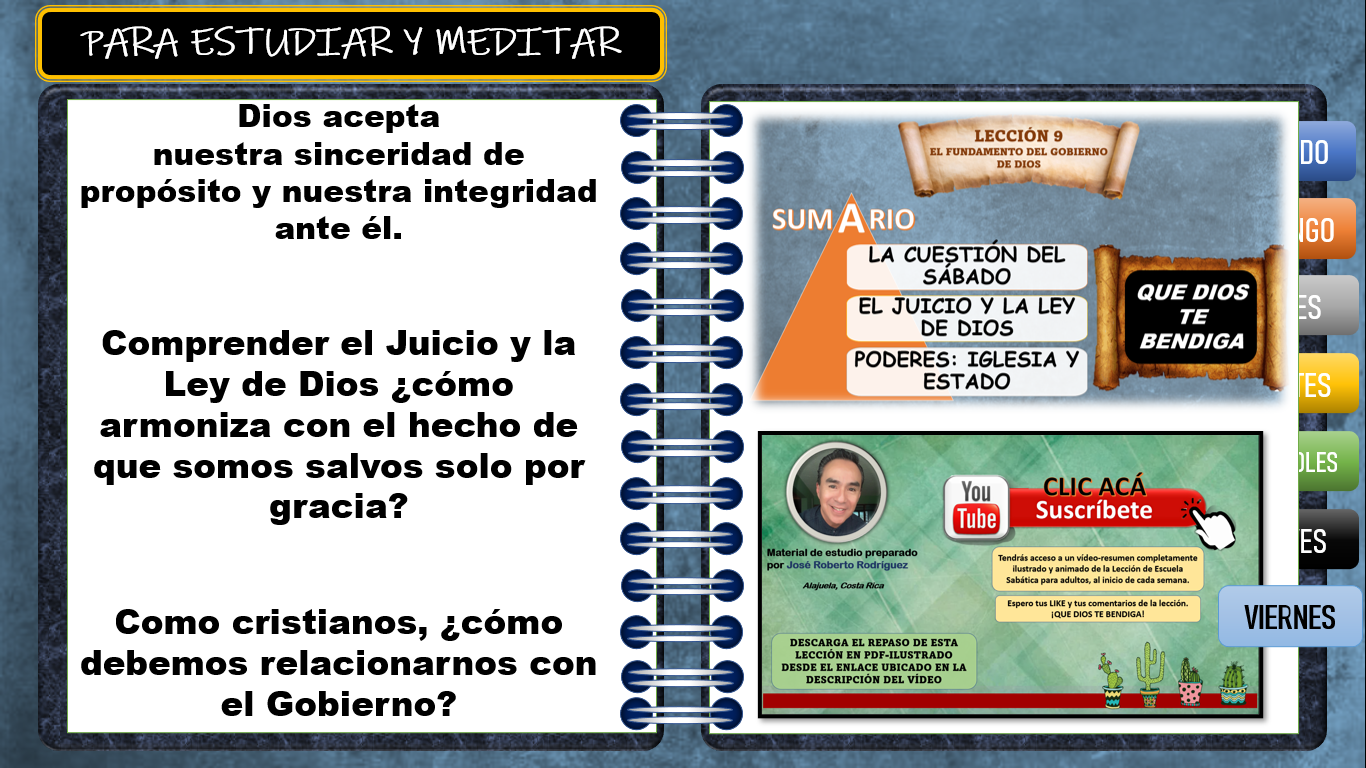 PARA ESTUDIAR Y MEDITAR
Dios acepta
nuestra sinceridad de
propósito y nuestra integridad
ante él.
Comprender el Juicio y la
Ley de Dios ¿cómo
armoniza con el hecho de
que somos salvos solo por
gracia?
Como cristianos, ¿cómo
debemos relacionarnos con
el Gobierno?
LECCIÓN 9
EL FUNDAMENTO DEL GOBIERNO
DE DIOS
SUMARIO
LA CUESTIÓN DEL
SÁBADO
EL JUICIO Y LA LEY
DE DIOS
PODERES: IGLESIA Y
ESTADO
QUE DIOS
TE
BENDIGA
Material de estudio preparado
por José Roberto Rodríguez
Alajuela, Costa Rica
You
Tube
CLIC ACÁ
Suscríbete
Tendrás acceso a un vídeo-resumen completamente
ilustrado y animado de la Lección de Escuela
Sabática para adultos, al inicio de cada semana.
Espero tus LIKE y tus comentarios de la lección.
¡QUE DIOS TE BENDIGA!
DESCARGA EL REPASO DE ESTA
LECCIÓN EN PDF-ILUSTRADO
DESDE EL ENLACE UBICADO EN LA
DESCRIPCIÓN DEL VÍDEO
DO
NGO
ES
TES
OLES
ES
VIERNES